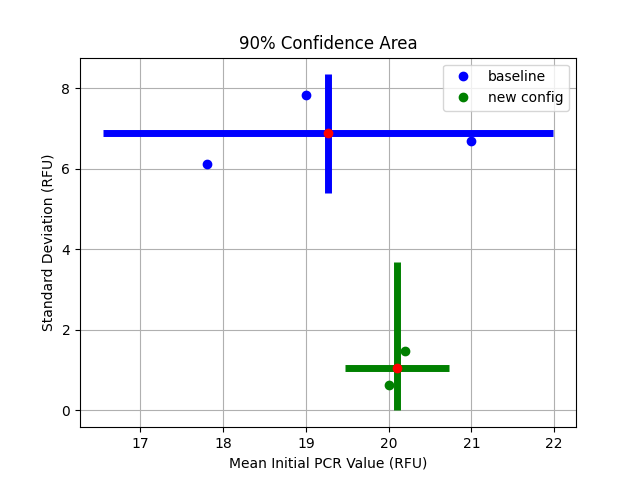 90% Confidence Area
baseline
new config
Standard Deviation (RFU)
8
6
4
2
0
17 18 19 20 21 22
Mean Initial PCR Value (RFU)